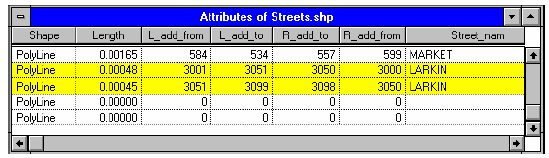 Attributes of Streets.shp
Shape Length L_add_from L_add_to R_add_to R_add_from Street_nam
PolyLine 0.00165 584 534 557 599 MARKET
PolyLine 0.00048 3001 3051 3050 3000 LARKIN
PolyLine 0.00045 3051 3099 3098 3050 LARKIN
PolyLine 0.00000 0 0 0 0
PolyLine 0.00000 0 0 0 0